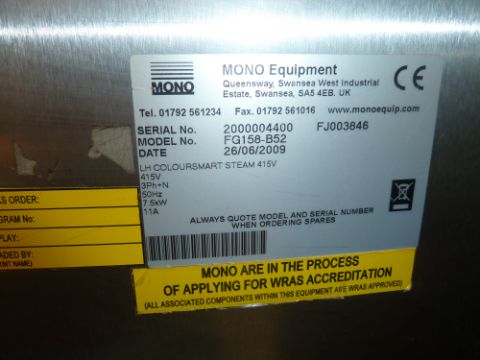 MONO
MONO Equipment
Queensway, Swansea West Industrial
Estate, Swansea, SA5 4EB. UK
CE
Tel. 01792 561234 Fax. 01792 561016 www.monoequip.com
SERIAL No. 2000004400 FJ003846
MODEL No. FG158-B52
DATE 26/06/2009
LH COLOURSMART STEAM 415V
415V
3Ph+N
50Hz
7.5kW
11A
ALWAYS QUOTE MODEL AND SERIAL NUMBER
WHEN ORDERING SPARES
KS ORDER:
GRAM No:
PLAY:
ADED BY:
INT NAME)
MONO ARE IN THE PROCESS
OF APPLYING FOR WRAS ACCREDITATION
(ALL ASSOCIATED COMPONENTS WITHIN THIS EQUIPMENT ARE WRAS APPROVED)